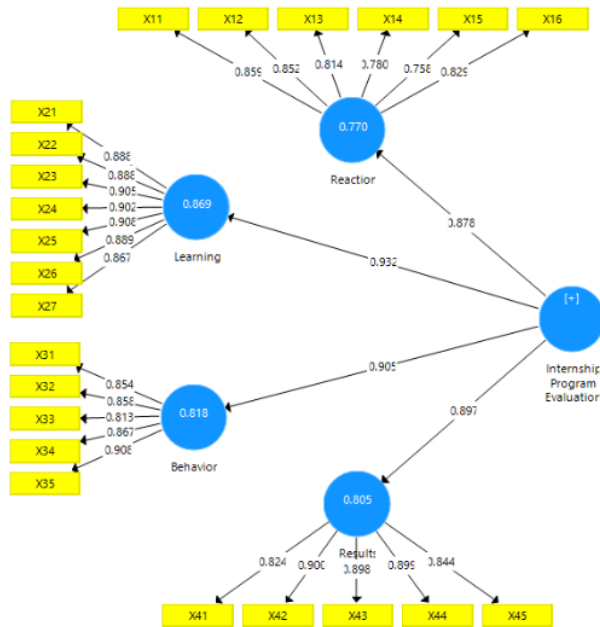 X11
X12
X13
X14
X15
X16
0.859
0.852
0.814
0.780
0.758
0.829
0.770
Reaction
X21
X22
X23
X24
X25
X26
X27
0.888
0.888
0.905
0.902
0.908
0.889
0.867
0.869
Learning
0.878
0.932
[+]
Internship
Program
Evaluation
0.905
0.897
X31
X32
X33
X34
X35
0.854
0.858
0.813
0.867
0.908
0.818
Behavior
0.805
Results
0.824
0.900
0.898
0.899
0.844
X41
X42
X43
X44
X45